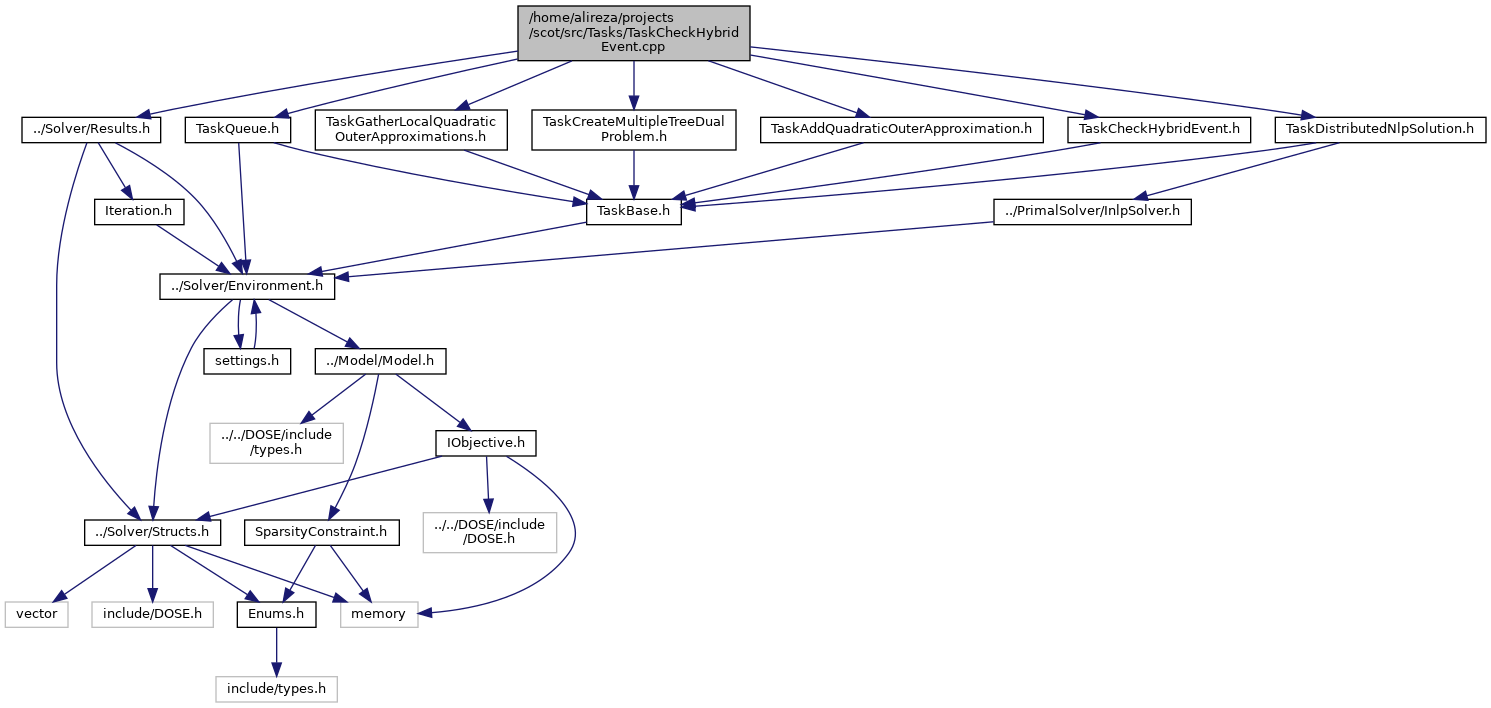 /home/alireza/projects
/scot/src/Tasks/TaskCheckHybrid
Event.cpp
../Solver/Results.h
TaskQueue.h
TaskGatherLocalQuadratic
OuterApproximations.h
TaskCreateMultipleTreeDual
Problem.h
TaskAddQuadraticOuterApproximation.h
TaskCheckHybridEvent.h
TaskDistributedNlpSolution.h
Iteration.h
TaskBase.h
../PrimalSolver/InlpSolver.h
../Solver/Environment.h
settings.h
../Model/Model.h
../../DOSE/include
/types.h
IObjective.h
../Solver/Structs.h
SparsityConstraint.h
../../DOSE/include
/DOSE.h
vector
include/DOSE.h
Enums.h
memory
include/types.h